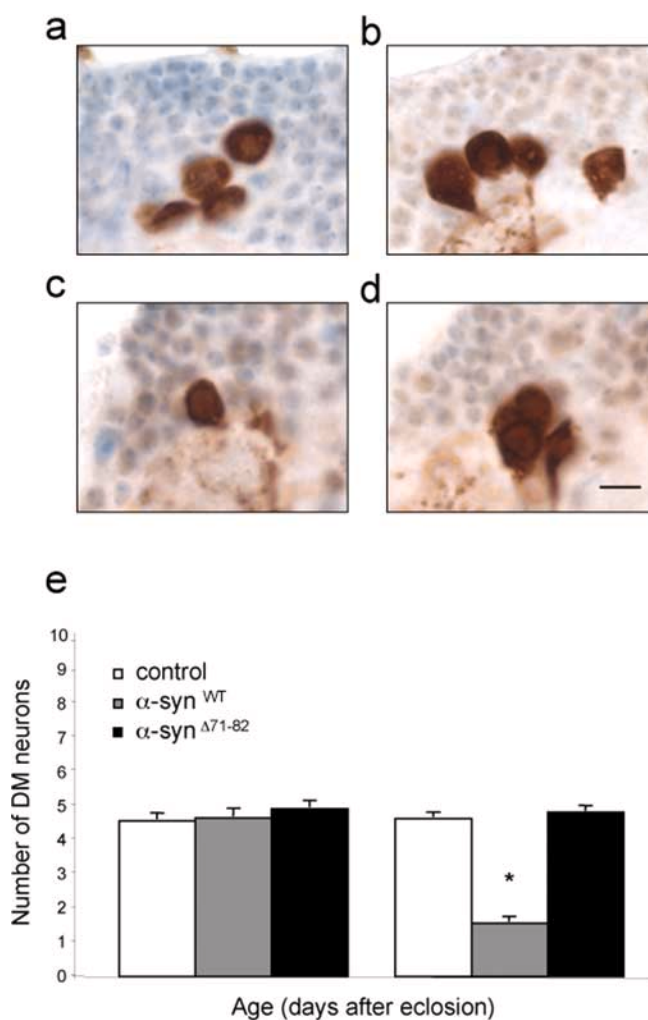 a
b
c
d
e
10
9
8
7
6
5
4
3
2
1
0
Number of DM neurons
control
α-syn WT
α-syn Δ71-82
*
Age (days after eclosion)